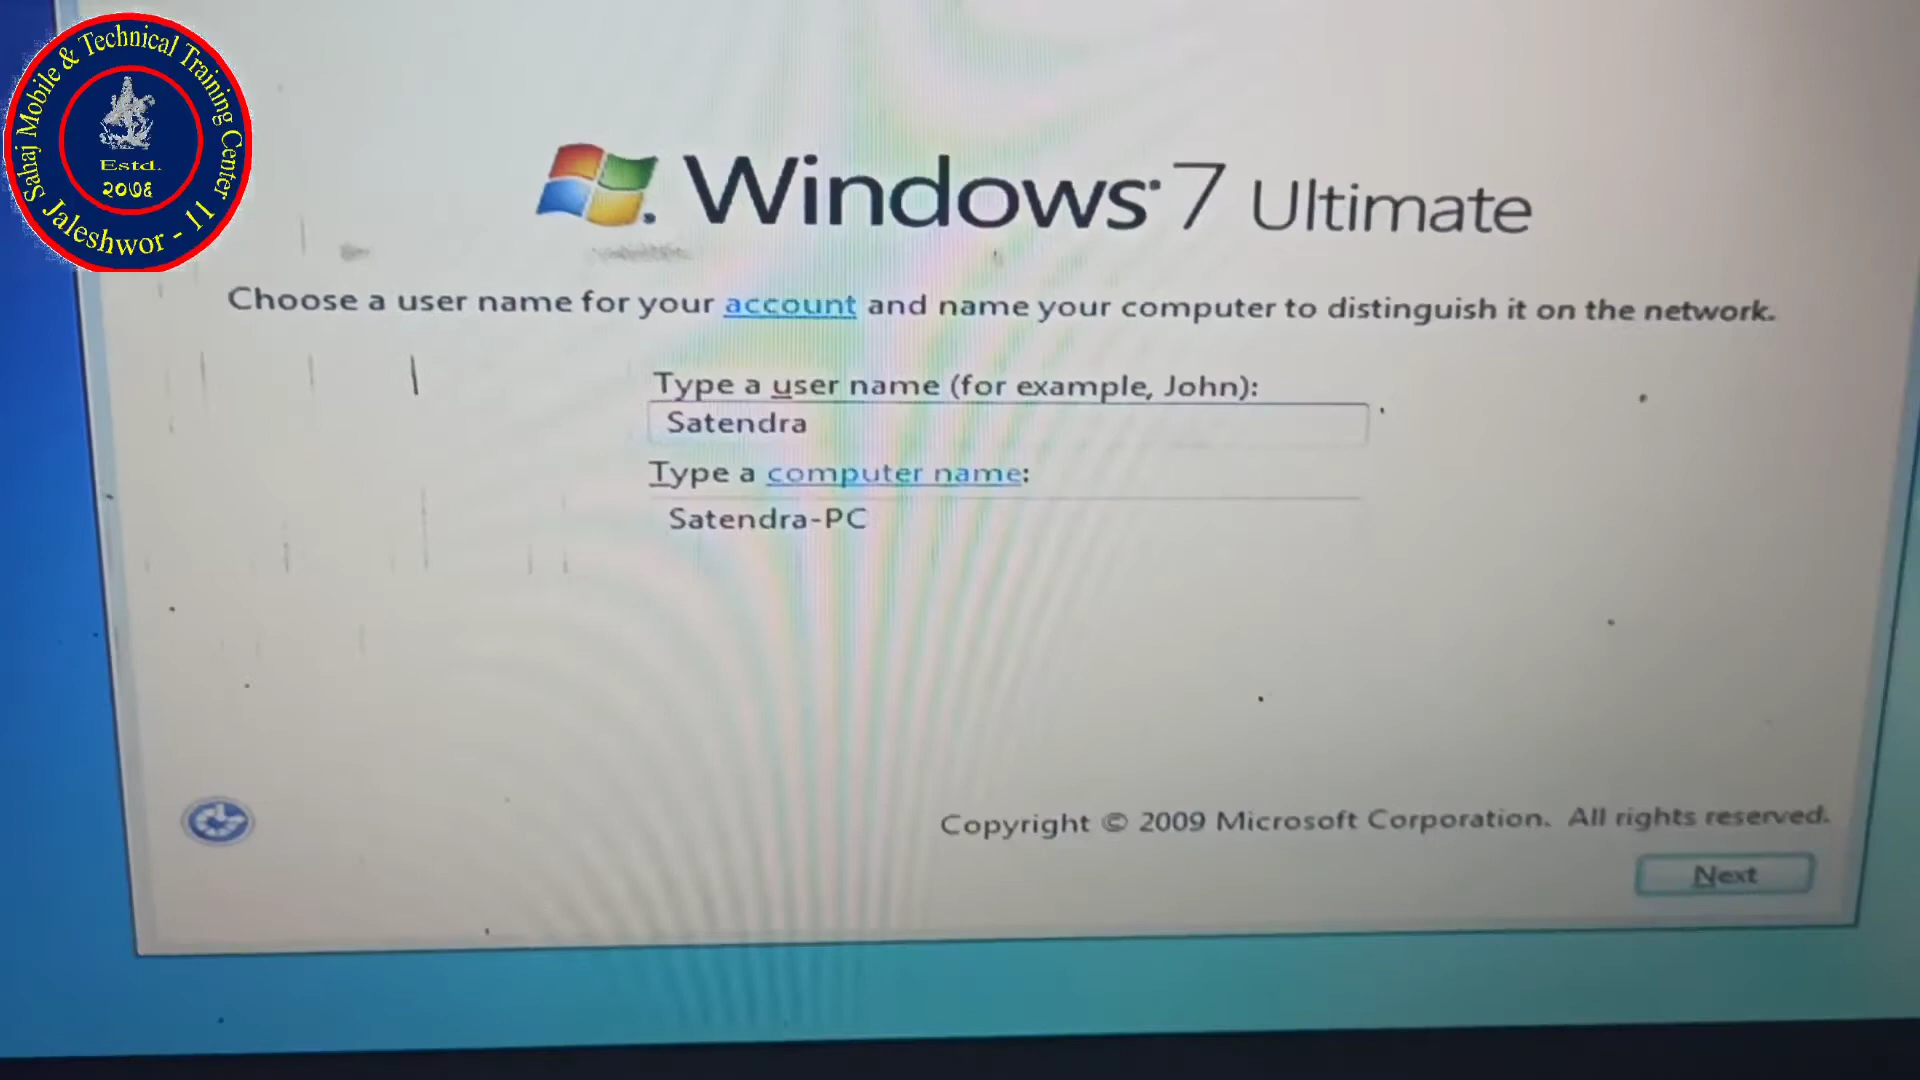 Sahaj Mobile & Technical Training Center
Estd.
२०७६
Jaleshwor - 11
Windows 7 Ultimate
Choose a user name for your account and name your computer to distinguish it on the network.
Type a user name (for example, John):
Satendra
Type a computer name:
Satendra-PC
Copyright © 2009 Microsoft Corporation. All rights reserved.
Next